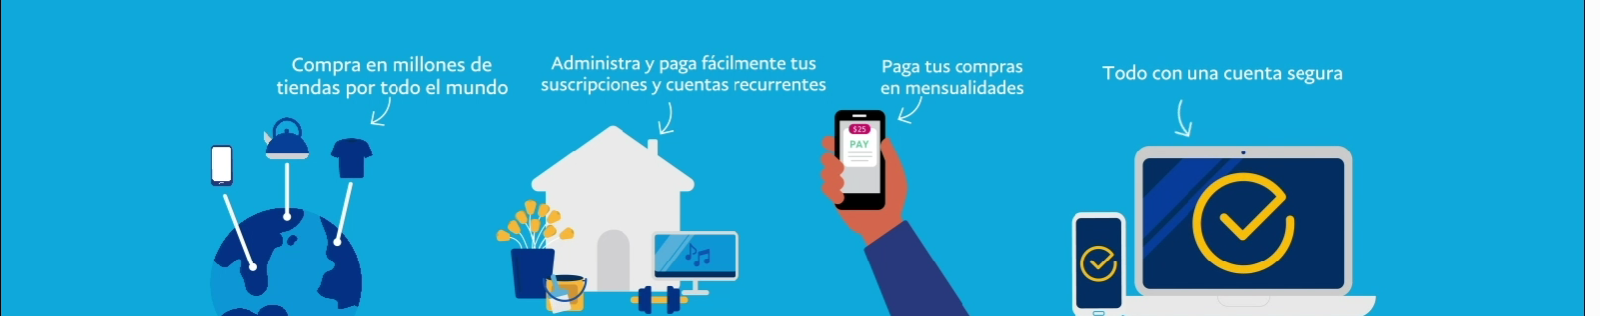 Compra en millones de
tiendas por todo el mundo
Administra y paga fácilmente tus
suscripciones y cuentas recurrentes
Paga tus compras
en mensualidades
Todo con una cuenta segura
$25
PAY